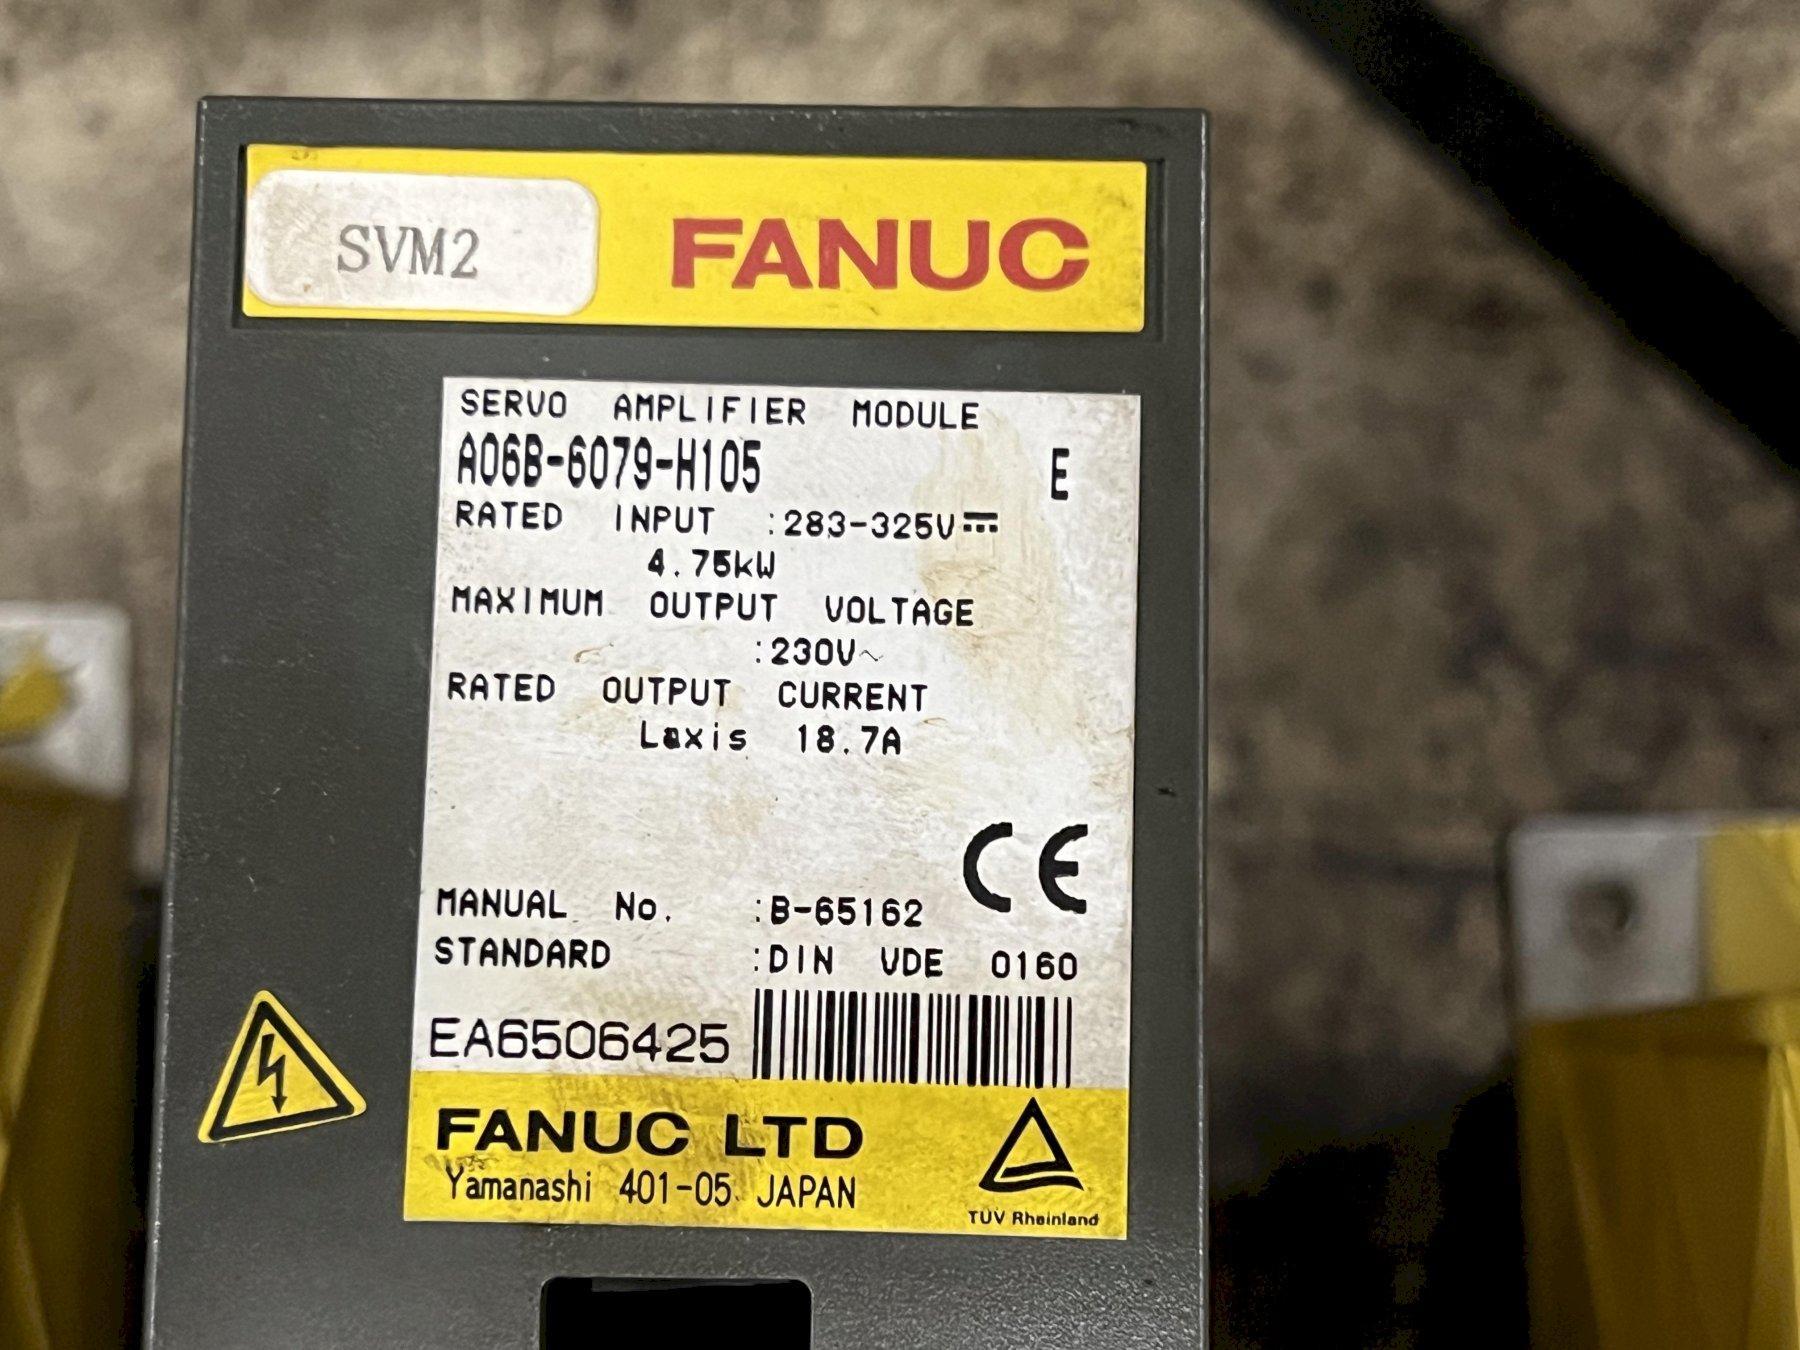 SVM2 FANUC
SERVO AMPLIFIER MODULE
A06B-6079-H105 E
RATED INPUT :283-325V⎓
4.75kW
MAXIMUM OUTPUT VOLTAGE
:230V~
RATED OUTPUT CURRENT
Laxis 18.7A
CE
MANUAL No. :B-65162
STANDARD :DIN VDE 0160
EA6506425
FANUC LTD
Yamanashi 401-05 JAPAN
TUV Rheinland